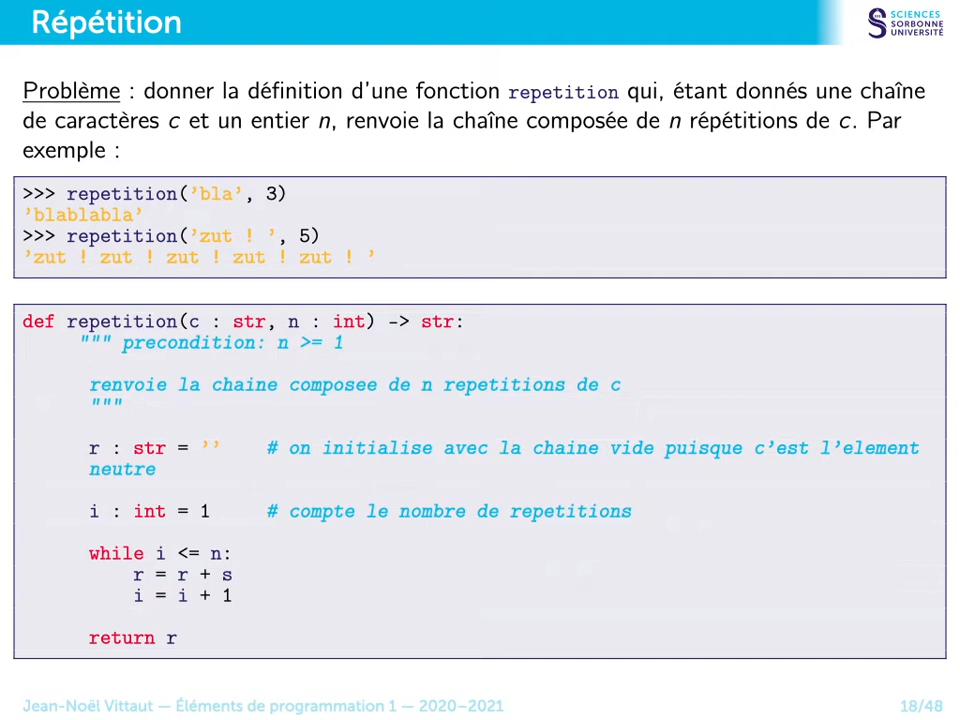 Répétition
SCIENCES
SORBONNE
UNIVERSITÉ
Problème : donner la définition d'une fonction repetition qui, étant donnés une chaîne
de caractères c et un entier n, renvoie la chaîne composée de n répétitions de c. Par
exemple :
>>> repetition('bla', 3)
'blablabla'
>>> repetition('zut ! ', 5)
'zut ! zut ! zut ! zut ! zut ! '
def repetition(c : str, n : int) -> str:
""" precondition: n >= 1
renvoie la chaine composee de n repetitions de c
"""
r : str = '' # on initialise avec la chaine vide puisque c'est l'element
neutre
i : int = 1 # compte le nombre de repetitions
while i <= n:
r = r + s
i = i + 1
return r
Jean-Noël Vittaut — Éléments de programmation 1 — 2020–2021
18/48